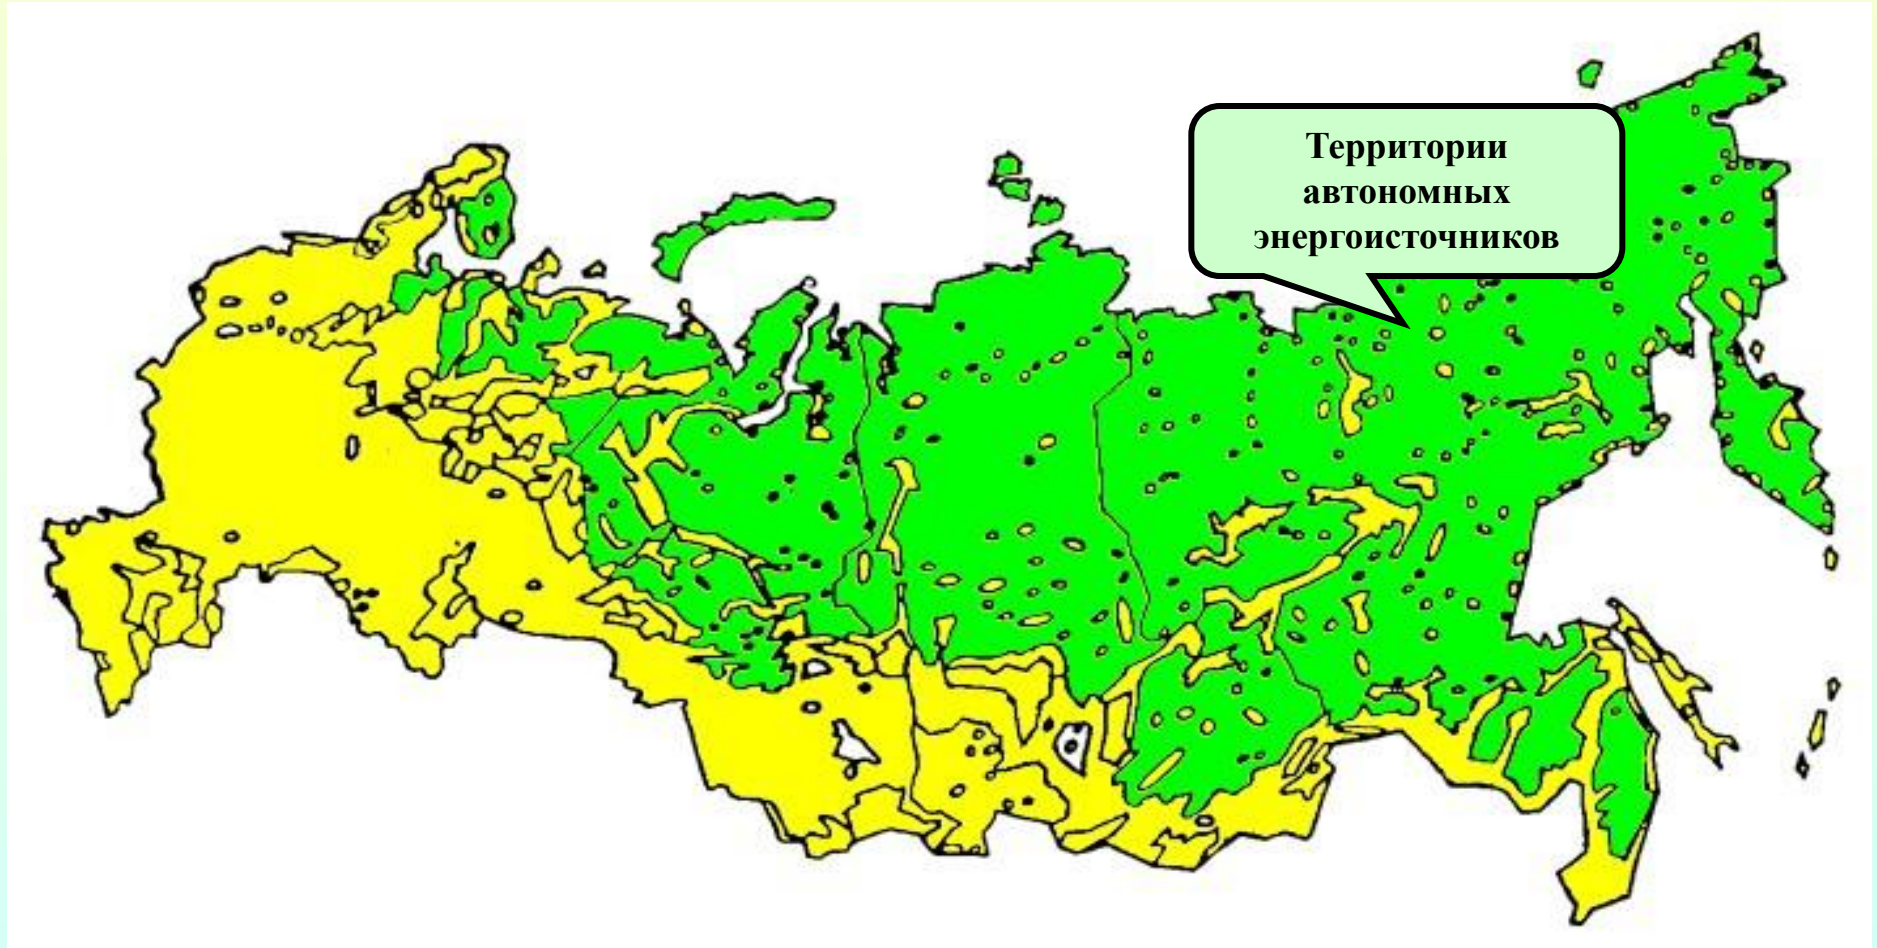 Территории
автономных
энергоисточников